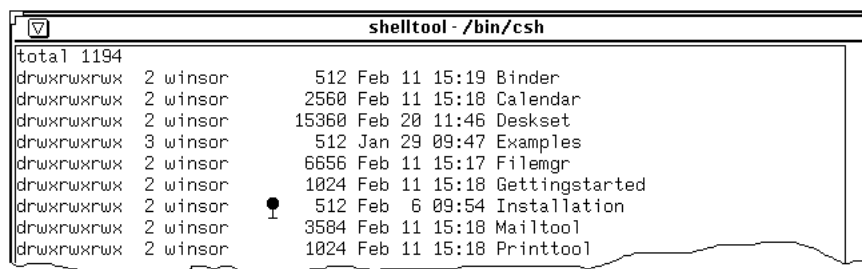 shelltool - /bin/csh
total 1194
drwxrwxrwx 2 winsor 512 Feb 11 15:19 Binder
drwxrwxrwx 2 winsor 2560 Feb 11 15:18 Calendar
drwxrwxrwx 2 winsor 15360 Feb 20 11:46 Deskset
drwxrwxrwx 3 winsor 512 Jan 29 09:47 Examples
drwxrwxrwx 2 winsor 6656 Feb 11 15:17 Filemgr
drwxrwxrwx 2 winsor 1024 Feb 11 15:18 Gettingstarted
drwxrwxrwx 2 winsor 512 Feb 6 09:54 Installation
drwxrwxrwx 2 winsor 3584 Feb 11 15:18 Mailtool
drwxrwxrwx 2 winsor 1024 Feb 11 15:18 Printtool